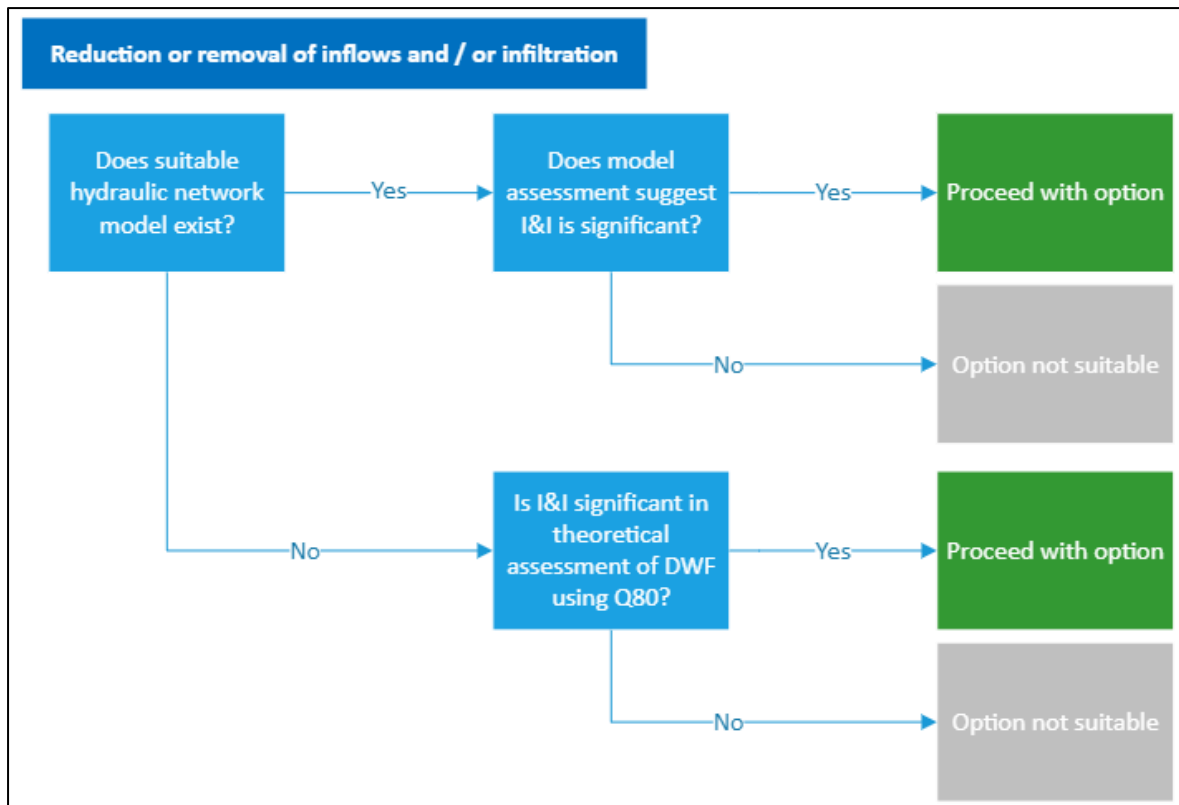 Reduction or removal of inflows and / or infiltration
Does suitable
hydraulic network
model exist?
Yes
Does model
assessment suggest
I&I is significant?
Yes
Proceed with option
No
Option not suitable
No
Is I&I significant in
theoretical
assessment of DWF
using Q80?
Yes
Proceed with option
No
Option not suitable